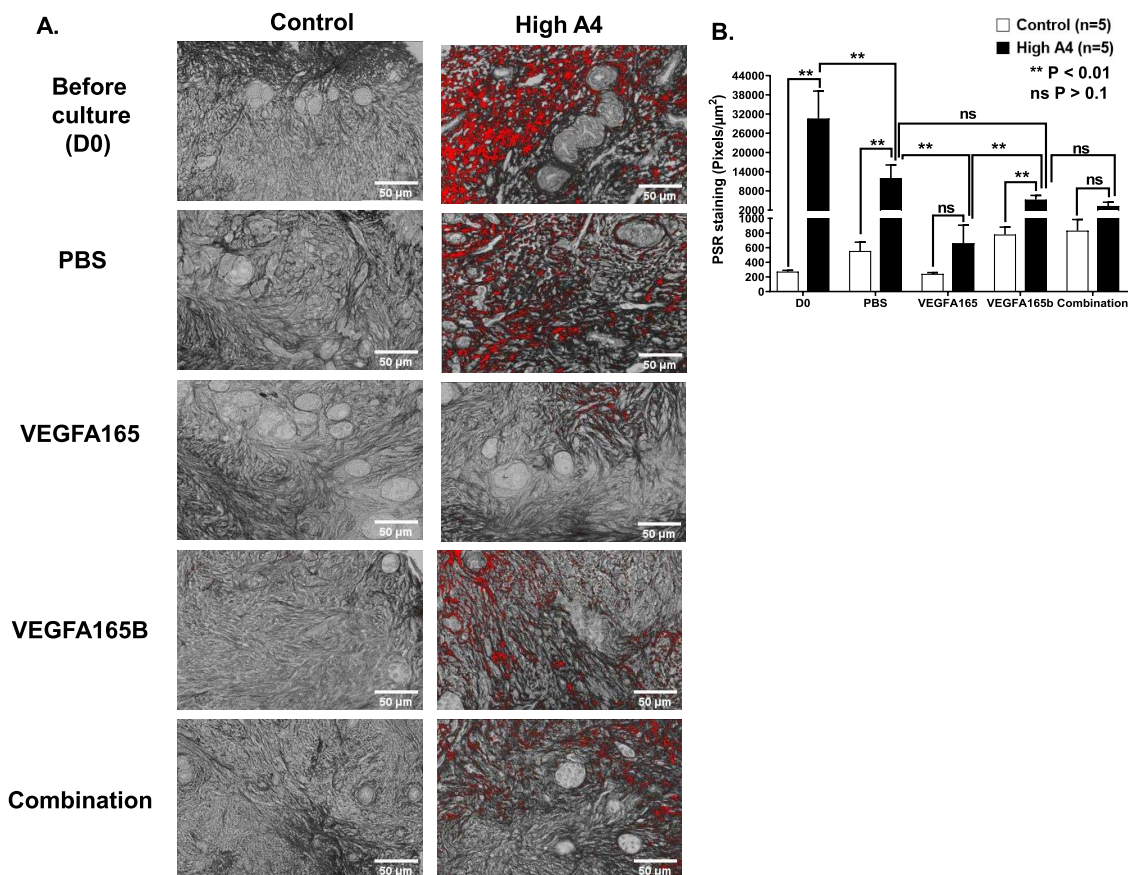 A.
Control
High A4
Before
culture
(D0)
50 µm
50 µm
PBS
50 µm
50 µm
VEGFA165
50 µm
50 µm
VEGFA165B
50 µm
50 µm
Combination
50 µm
50 µm
B.
Control (n=5)
High A4 (n=5)
** P < 0.01
ns P > 0.1
PSR staining (Pixels/µm²)
44000
38000
32000
26000
20000
14000
8000
2000
1000
800
600
400
200
0
**
**
**
**
ns
ns
**
**
ns
ns
D0
PBS
VEGFA165
VEGFA165b
Combination